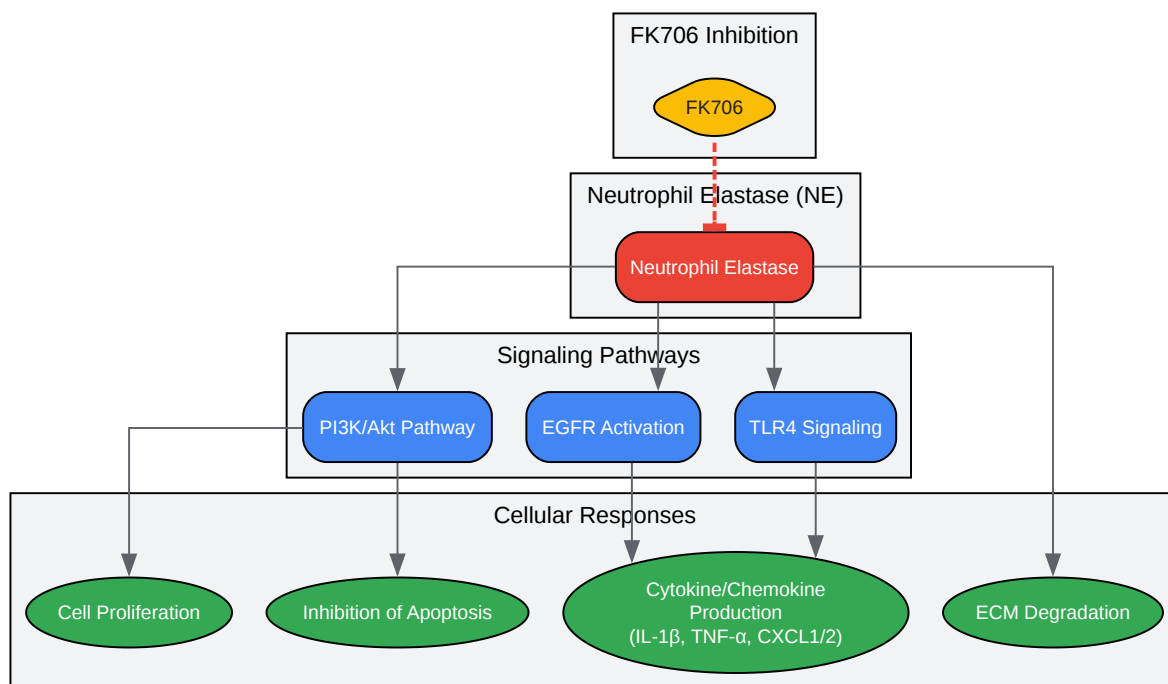 FK706 Inhibition
FK706
Neutrophil Elastase (NE)
Neutrophil Elastase
Signaling Pathways
PI3K/Akt Pathway
EGFR Activation
TLR4 Signaling
Cellular Responses
Cell Proliferation
Inhibition of Apoptosis
Cytokine/Chemokine
Production
(IL-1β, TNF-α, CXCL1/2)
ECM Degradation